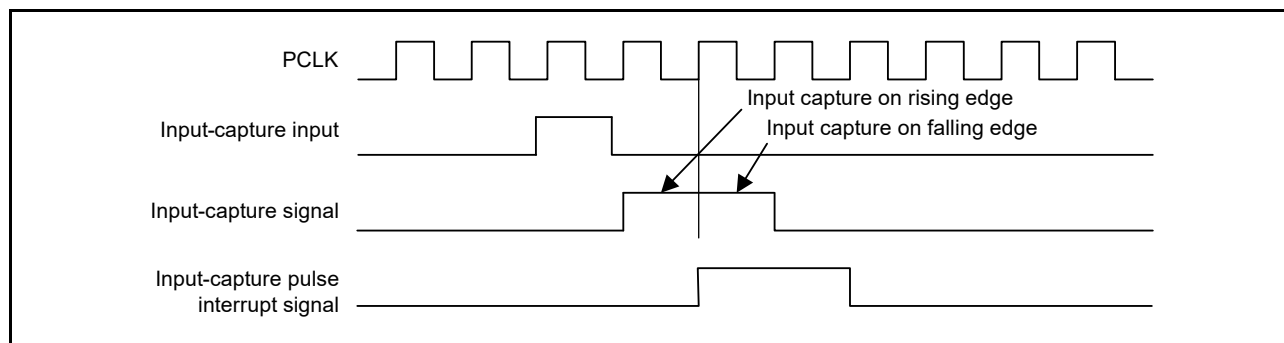 PCLK
Input capture on rising edge
Input-capture input
Input capture on falling edge
Input-capture signal
Input-capture pulse
interrupt signal